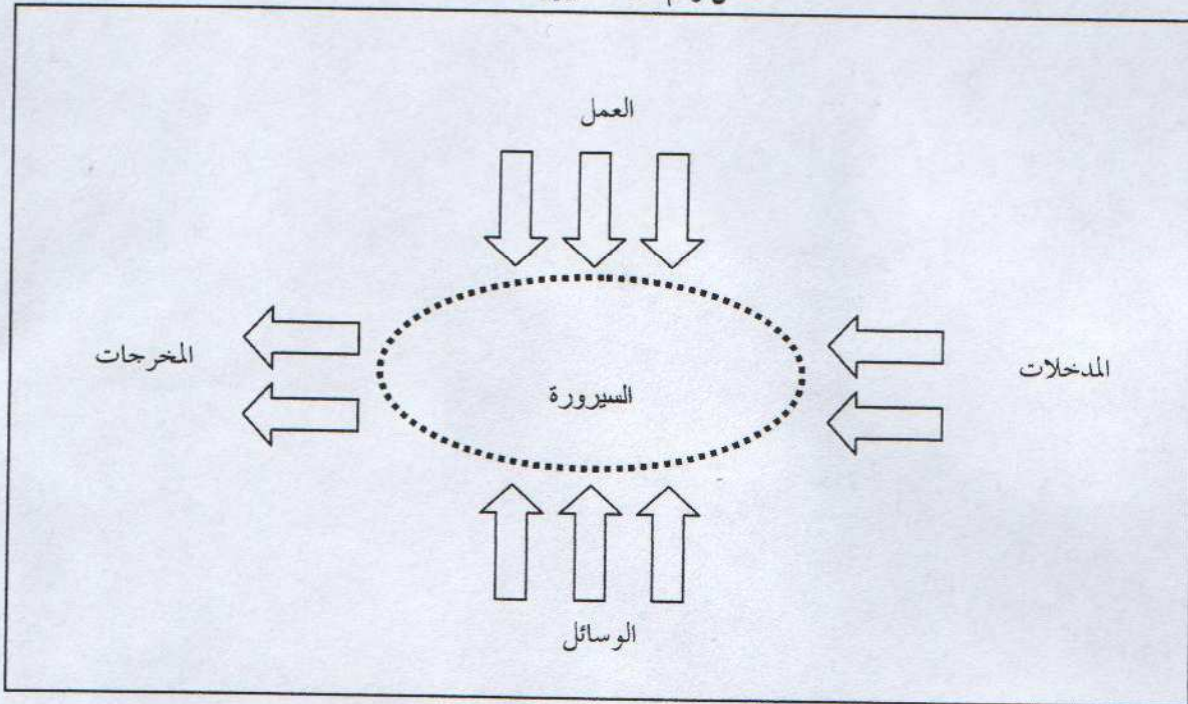 العمل
المدخلات
المخرجات
السيرورة
الوسائل